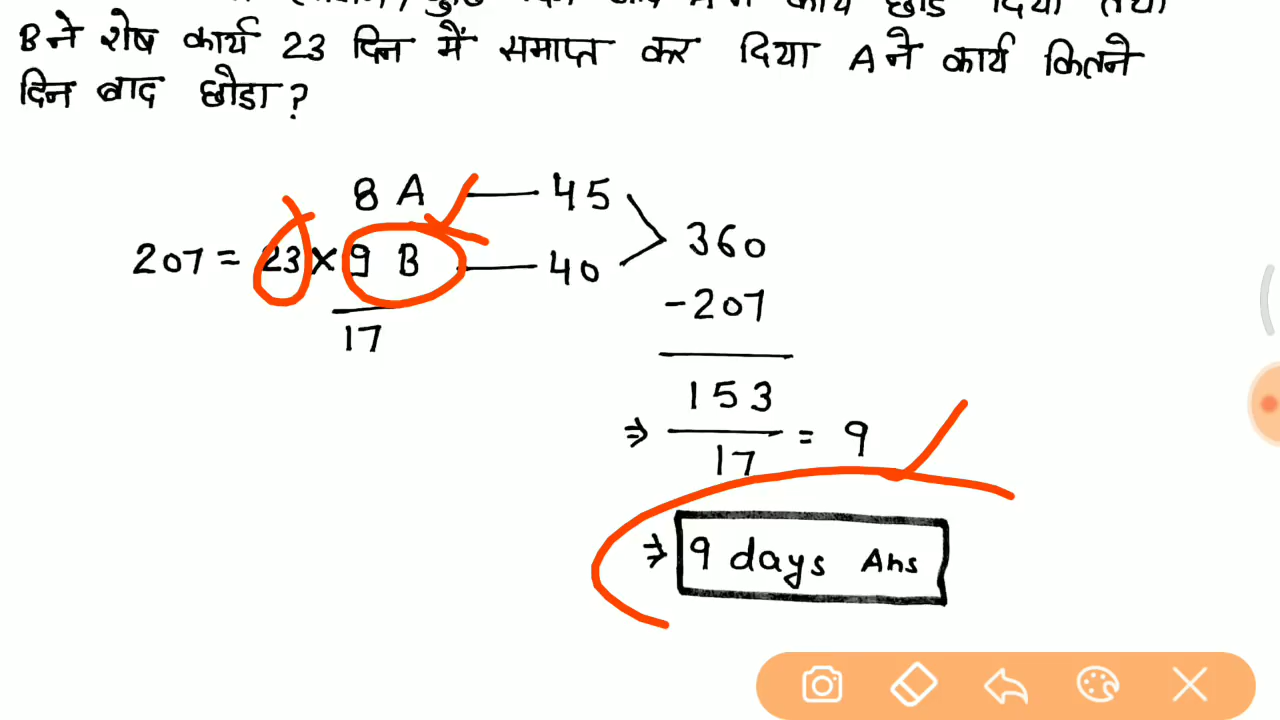 कार्य छोड दिया तथा
B ने शेष कार्य 23 दिन में समाप्त कर दिया A ने कार्य कितने
दिन बाद छोडा ?
8 A — 45
207 = 23 × 9 B — 40
17
360
-207
153
⇒ — = 9
17
⇒ 9 days Ans